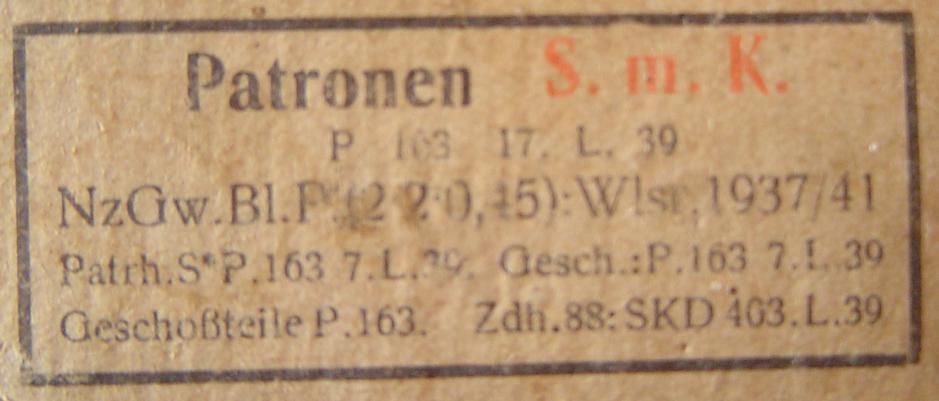 Patronen S. m. K.
P 163 17. L. 39
NzGw.Bl.P.(2·2·0,45): Wlsr, 1937/41
Patrh.S*P.163 7.L.39. Gesch.:P.163 7.L.39
Geschoßteile P.163. Zdh.88: SKD 403.L.39